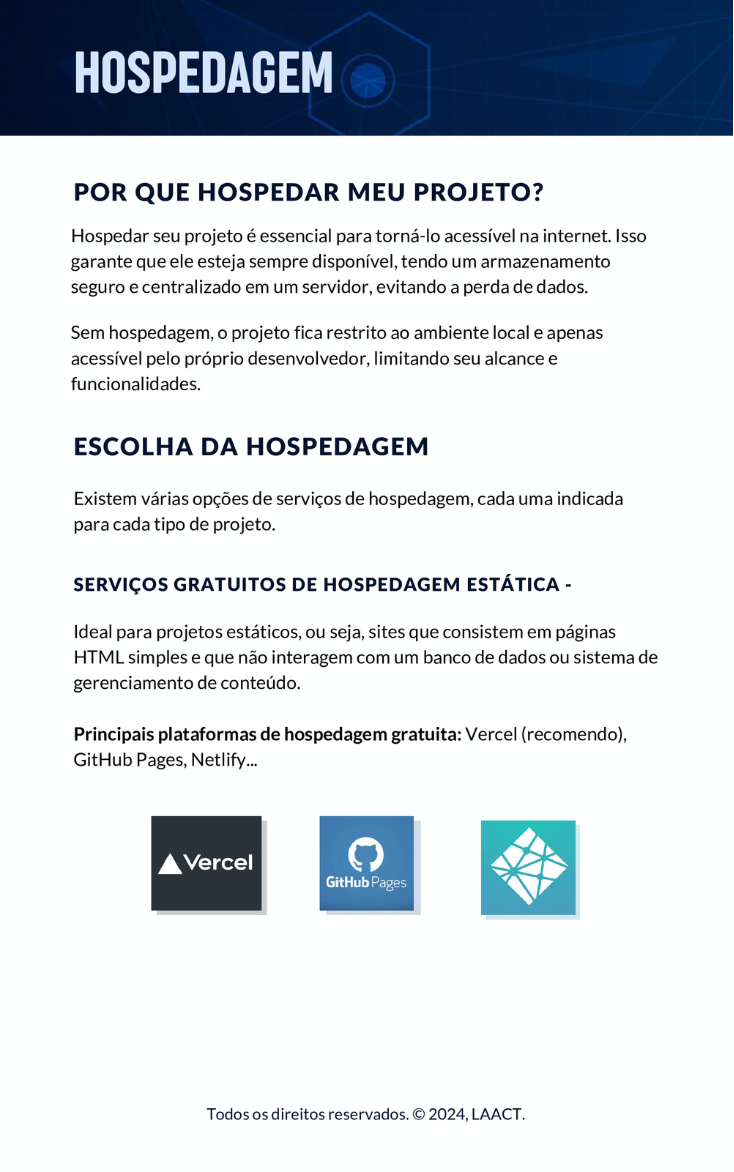 HOSPEDAGEM
POR QUE HOSPEDAR MEU PROJETO?
Hospedar seu projeto é essencial para torná-lo acessível na internet. Isso
garante que ele esteja sempre disponível, tendo um armazenamento
seguro e centralizado em um servidor, evitando a perda de dados.
Sem hospedagem, o projeto fica restrito ao ambiente local e apenas
acessível pelo próprio desenvolvedor, limitando seu alcance e
funcionalidades.
ESCOLHA DA HOSPEDAGEM
Existem várias opções de serviços de hospedagem, cada uma indicada
para cada tipo de projeto.
SERVIÇOS GRATUITOS DE HOSPEDAGEM ESTÁTICA -
Ideal para projetos estáticos, ou seja, sites que consistem em páginas
HTML simples e que não interagem com um banco de dados ou sistema de
gerenciamento de conteúdo.
Principais plataformas de hospedagem gratuita: Vercel (recomendo),
GitHub Pages, Netlify...
Vercel
GitHub Pages
Todos os direitos reservados. © 2024, LAACT.